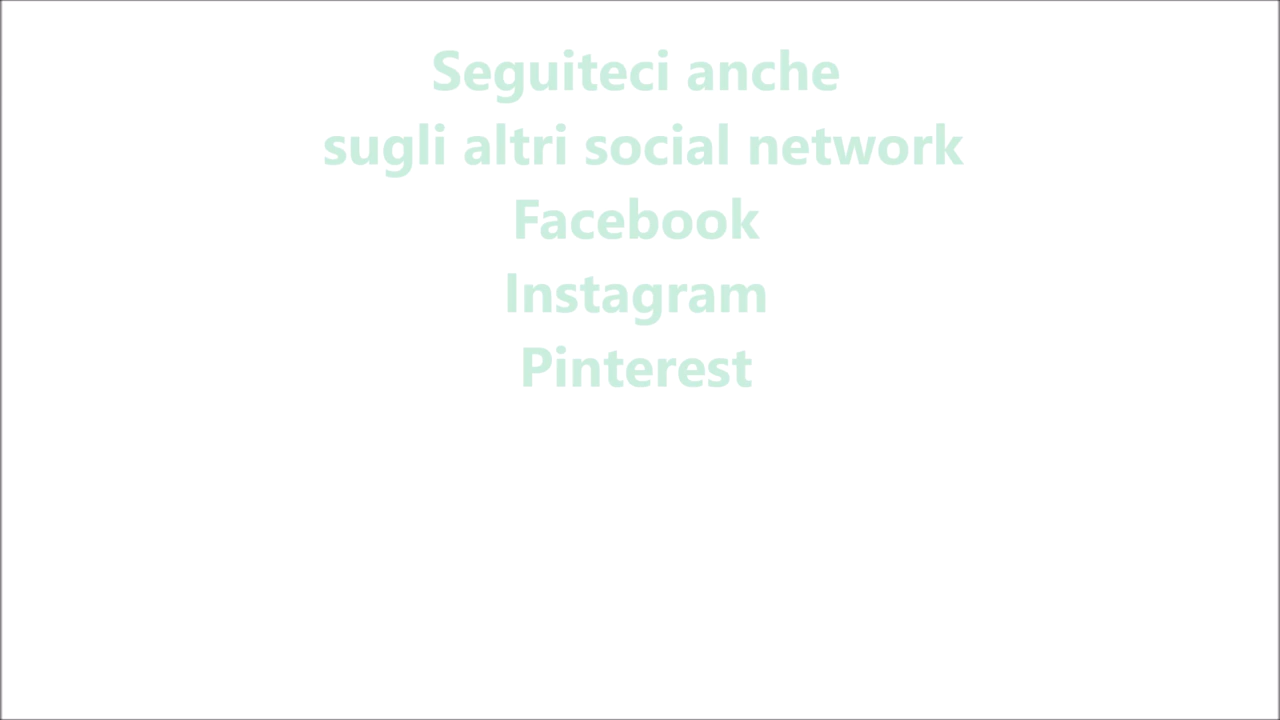 Seguiteci anche
sugli altri social network
Facebook
Instagram
Pinterest